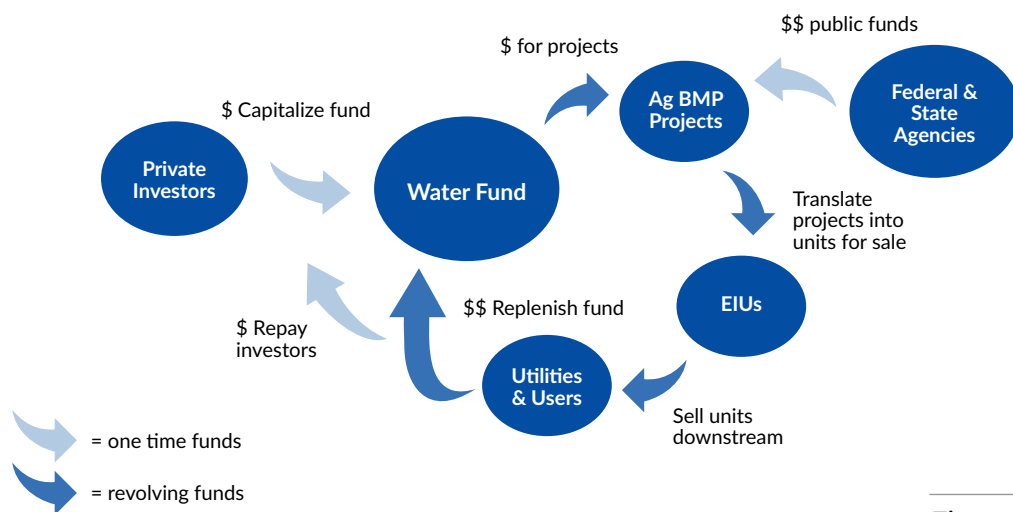 $$ public funds
$ for projects
Federal &
State
Agencies
Ag BMP
Projects
$ Capitalize fund
Private
Investors
Water Fund
Translate
projects into
units for sale
EIUs
$$ Replenish fund
$ Repay
investors
Utilities
& Users
Sell units
downstream
= one time funds
= revolving funds